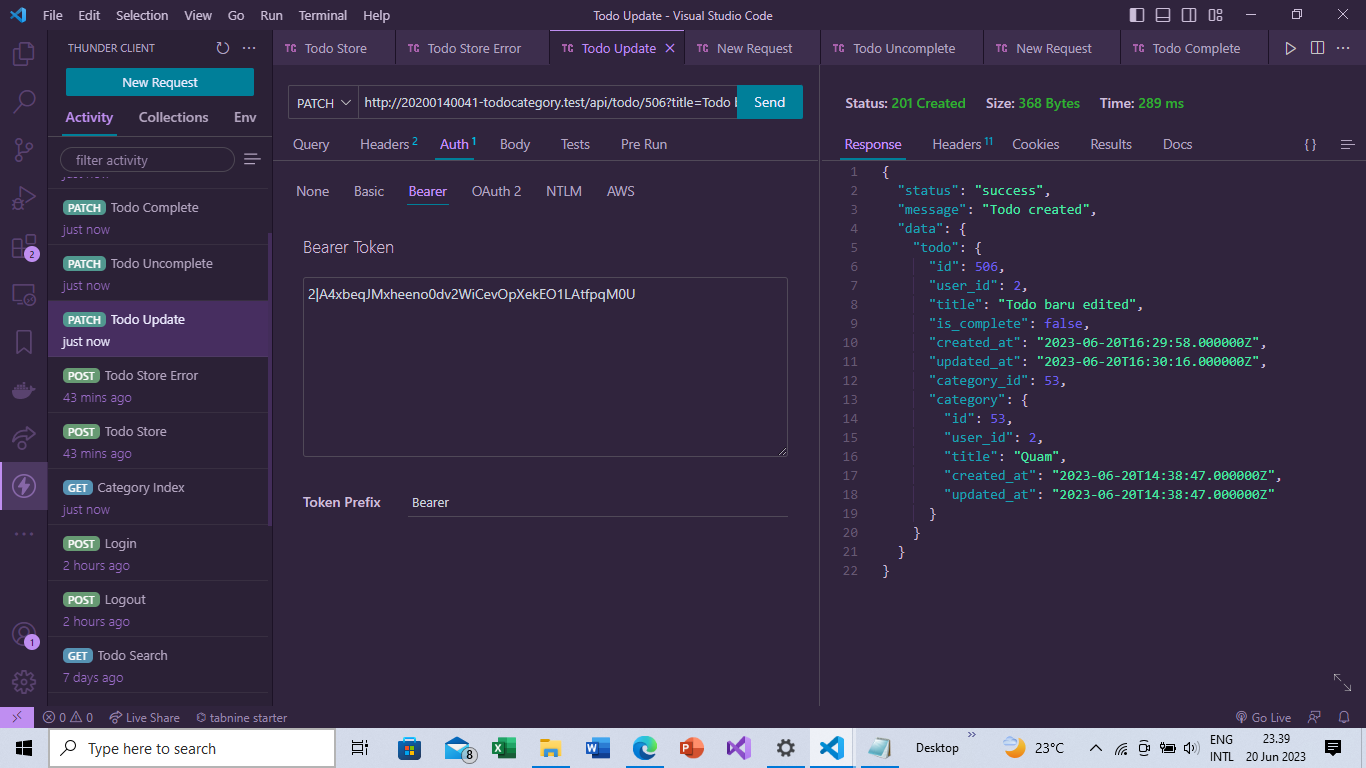 File Edit Selection View Go Run Terminal Help
Todo Update - Visual Studio Code
THUNDER CLIENT
New Request
Activity Collections Env
filter activity
just now
PATCH Todo Complete
just now
PATCH Todo Uncomplete
just now
PATCH Todo Update
just now
POST Todo Store Error
43 mins ago
POST Todo Store
43 mins ago
GET Category Index
just now
POST Login
2 hours ago
POST Logout
2 hours ago
GET Todo Search
7 days ago
2
1
TC Todo Store TC Todo Store Error TC Todo Update TC New Request TC Todo Uncomplete TC New Request TC Todo Complete
PATCH http://20200140041-todocategory.test/api/todo/506?title=Todo Send
Query Headers 2 Auth 1 Body Tests Pre Run
None Basic Bearer OAuth 2 NTLM AWS
Bearer Token
2|A4xbeqJMxheeno0dv2WiCevOpXekEO1LAtfpqM0U
Token Prefix Bearer
Status: 201 Created Size: 368 Bytes Time: 289 ms
Response Headers 11 Cookies Results Docs { }
1 {
2 "status": "success",
3 "message": "Todo created",
4 "data": {
5 "todo": {
6 "id": 506,
7 "user_id": 2,
8 "title": "Todo baru edited",
9 "is_complete": false,
10 "created_at": "2023-06-20T16:29:58.000000Z",
11 "updated_at": "2023-06-20T16:30:16.000000Z",
12 "category_id": 53,
13 "category": {
14 "id": 53,
15 "user_id": 2,
16 "title": "Quam",
17 "created_at": "2023-06-20T14:38:47.000000Z",
18 "updated_at": "2023-06-20T14:38:47.000000Z"
19 }
20 }
21 }
22 }
0 0 Live Share tabnine starter Go Live
Type here to search
8
Desktop
23°C
ENG
INTL
23.39
20 Jun 2023